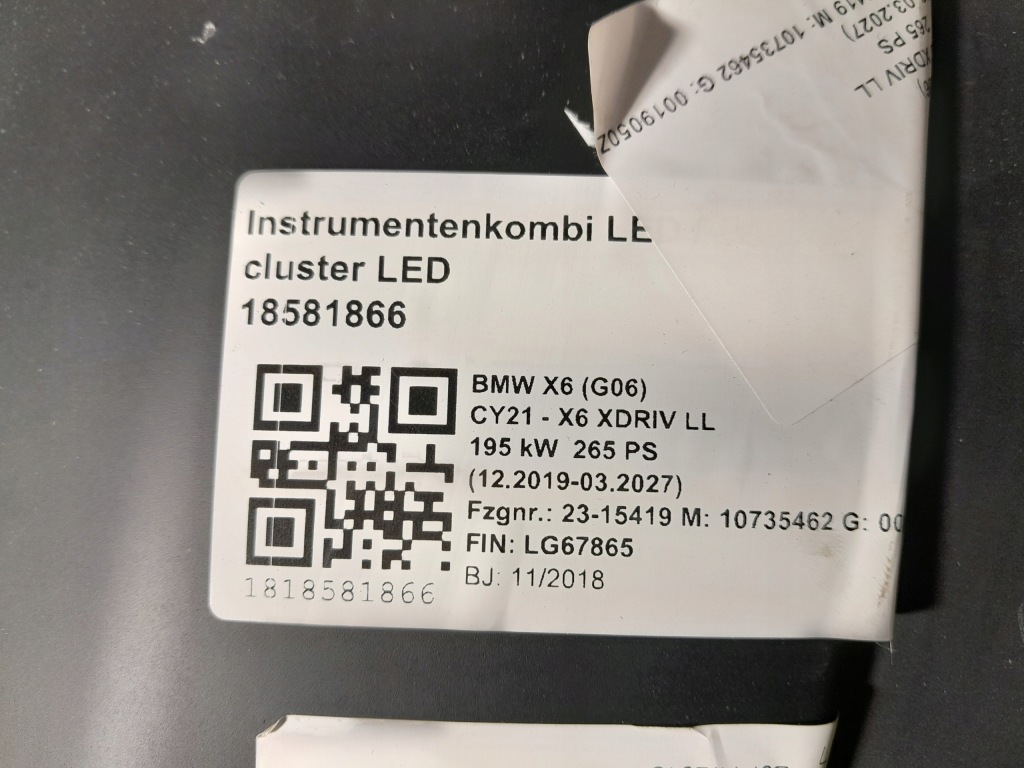 119 M: 10735462 G: 0019050Z
03.2027)
265 PS
XDRIV LL
Instrumentenkombi LED
cluster LED
18581866
BMW X6 (G06)
CY21 - X6 XDRIV LL
195 kW 265 PS
(12.2019-03.2027)
Fzgnr.: 23-15419 M: 10735462 G: 00
FIN: LG67865
BJ: 11/2018
1818581866